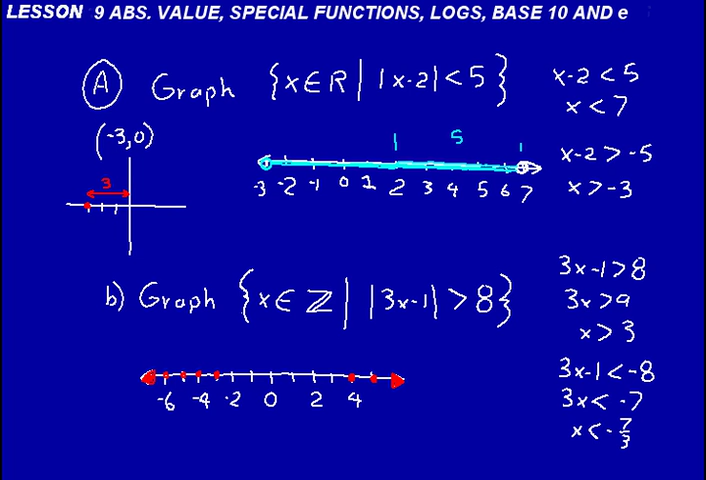 LESSON 9 ABS. VALUE, SPECIAL FUNCTIONS, LOGS, BASE 10 AND e
A Graph {x∈R | |x-2| < 5}
x-2 < 5
x < 7
(-3,0)
3
5
-3 -2 -1 0 1 2 3 4 5 6 7
x-2 > -5
x > -3
b) Graph {x∈Z | |3x-1| > 8}
3x-1 > 8
3x > 9
x > 3
-6 -4 -2 0 2 4
3x-1 < -8
3x < -7
x < -7/3